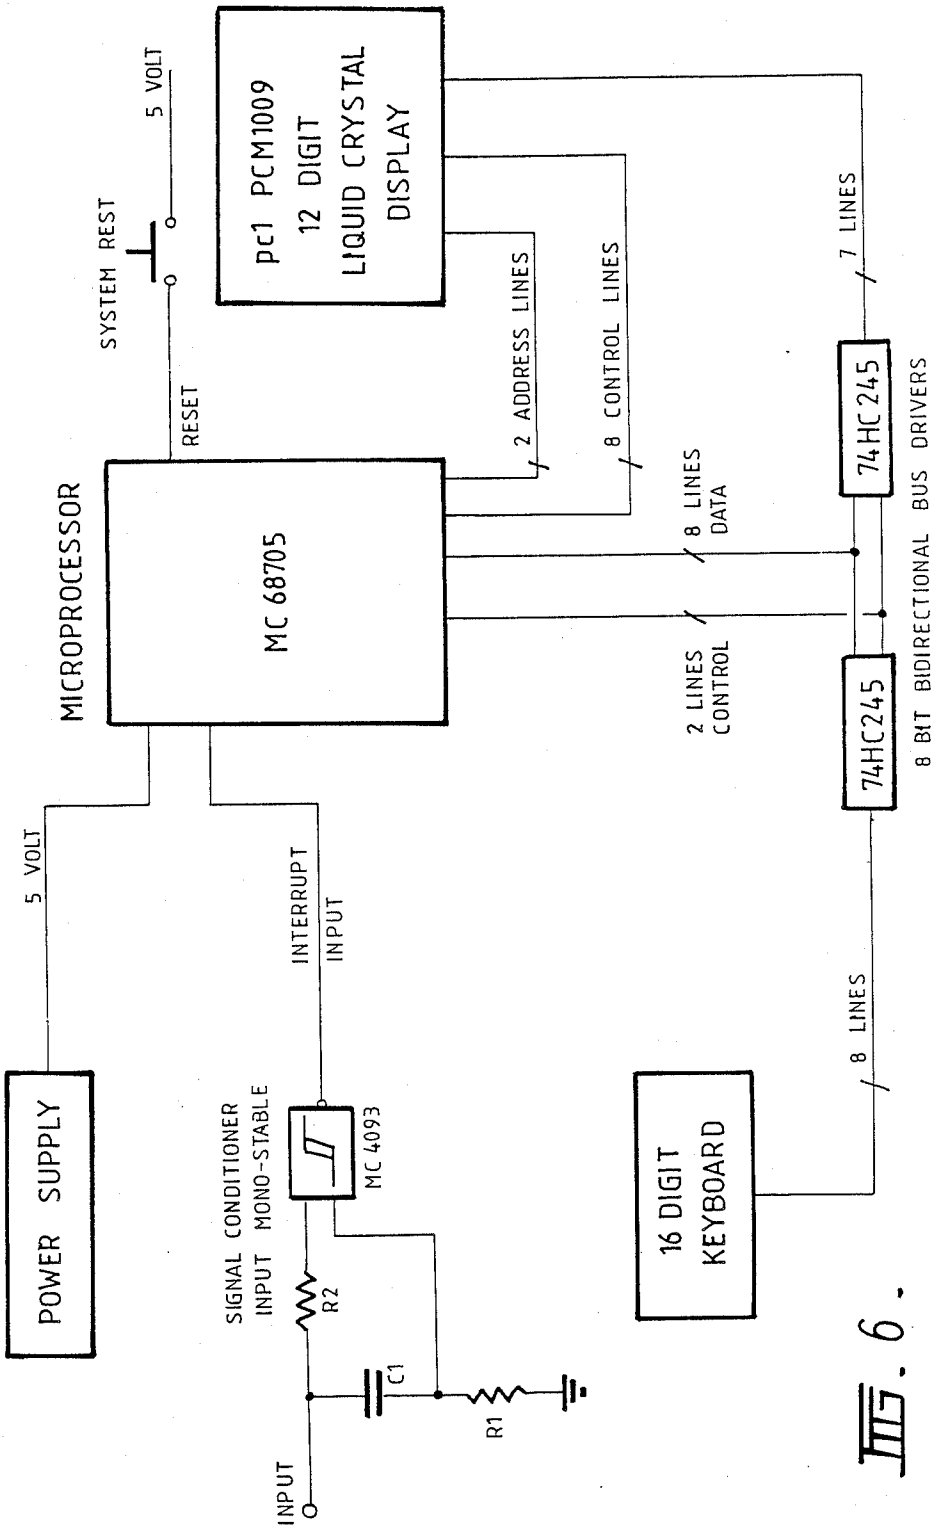 POWER SUPPLY
5 VOLT
MICROPROCESSOR
MC 68705
SYSTEM REST
5 VOLT
RESET
pc1 PCM1009
12 DIGIT
LIQUID CRYSTAL
DISPLAY
INPUT
SIGNAL CONDITIONER
INPUT MONO-STABLE
R2
C1
R1
MC 4093
INTERRUPT
INPUT
2 ADDRESS LINES
8 CONTROL LINES
8 LINES
DATA
2 LINES
CONTROL
16 DIGIT
KEYBOARD
8 LINES
74HC245
74HC245
7 LINES
8 BIT BIDIRECTIONAL BUS DRIVERS
FIG. 6.